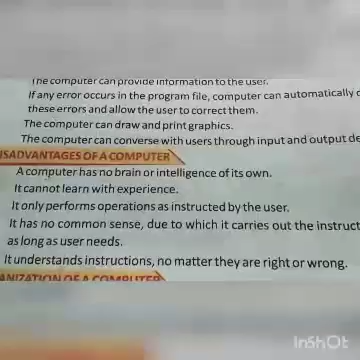 The computer can provide information to the user.
If any error occurs in the program file, computer can automatically
these errors and allow the user to correct them.
The computer can draw and print graphics.
The computer can converse with users through input and output de
ISADVANTAGES OF A COMPUTER
A computer has no brain or intelligence of its own.
It cannot learn with experience.
It only performs operations as instructed by the user.
It has no common sense, due to which it carries out the instruct
as long as user needs.
It understands instructions, no matter they are right or wrong.
ANIZATION OF A COMPUTER
InShOt